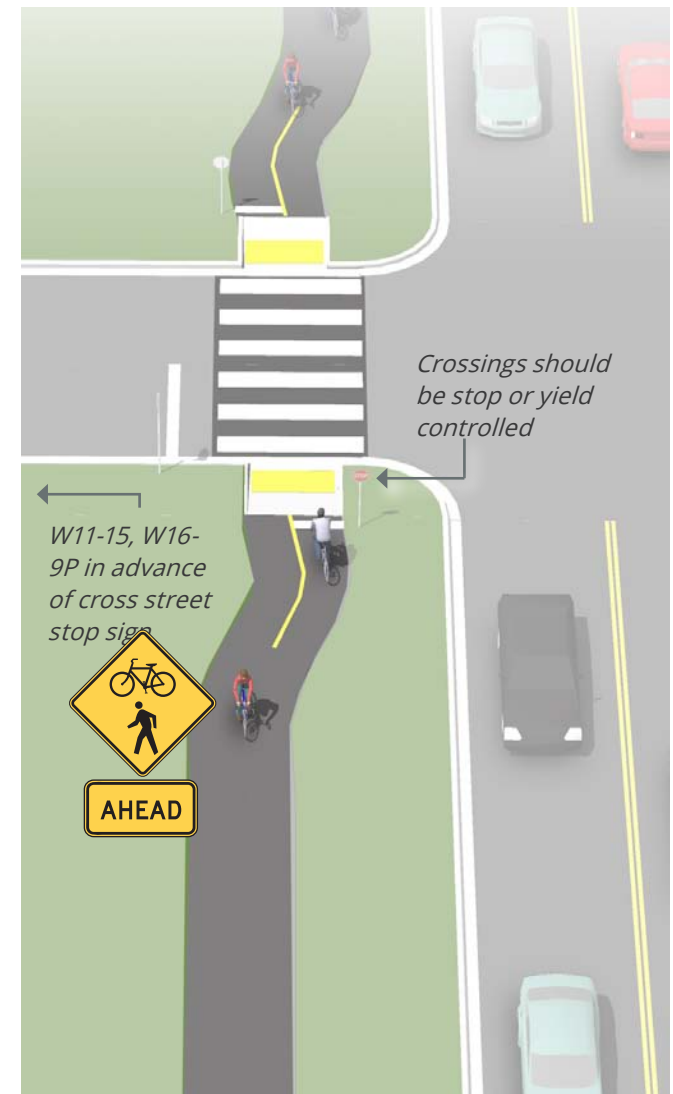 Crossings should
be stop or yield
controlled
W11-15, W16-
9P in advance
of cross street
stop sign
AHEAD